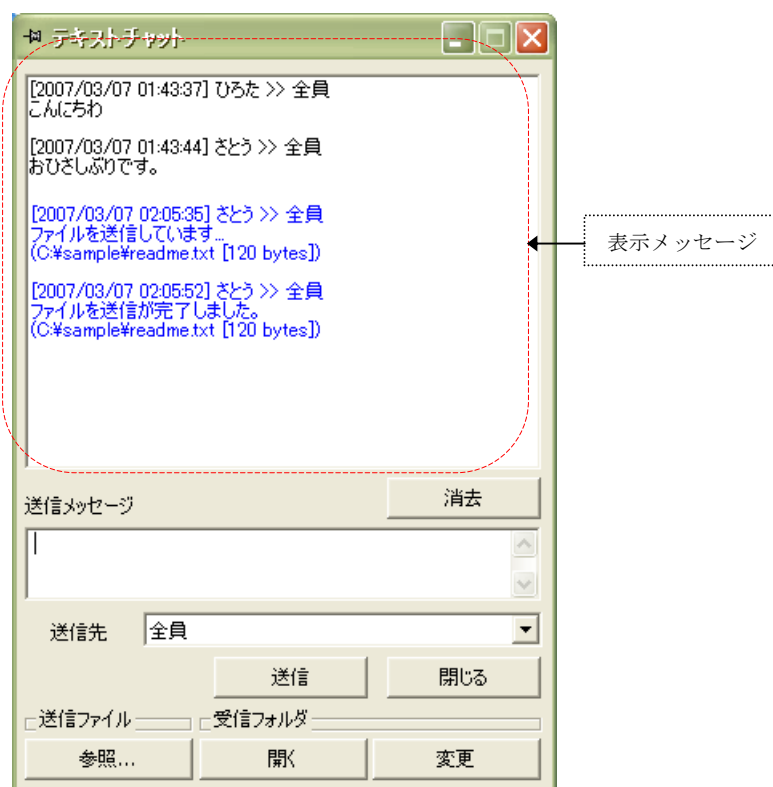 テキストチャット
[2007/03/07 01:43:37] ひろた >> 全員
こんにちわ
[2007/03/07 01:43:44] さとう >> 全員
おひさしぶりです。
[2007/03/07 02:05:35] さとう >> 全員
ファイルを送信しています...
(C:¥sample¥readme.txt [120 bytes])
[2007/03/07 02:05:52] さとう >> 全員
ファイルを送信が完了しました。
(C:¥sample¥readme.txt [120 bytes])
表示メッセージ
送信メッセージ
消去
送信先
全員
送信
閉じる
送信ファイル
受信フォルダ
参照...
開く
変更